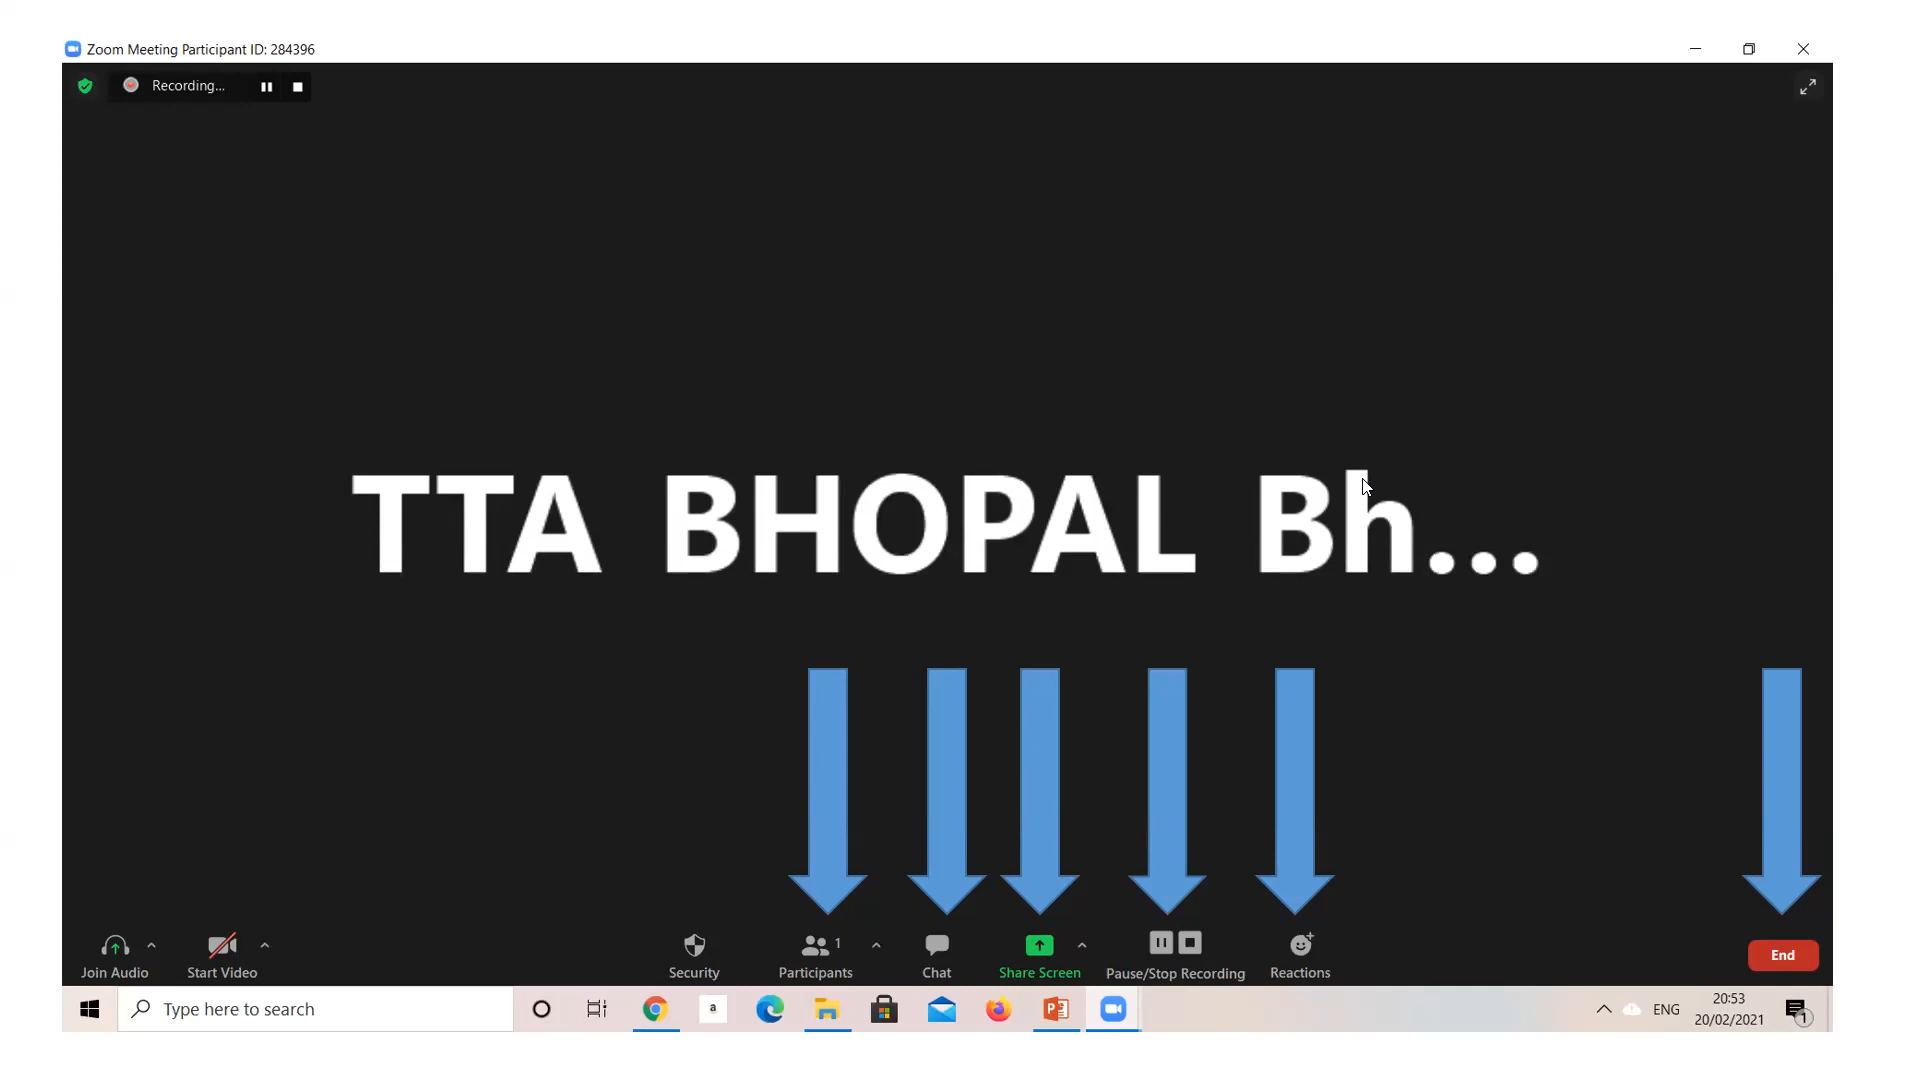 Zoom Meeting Participant ID: 284396
Recording...
TTA BHOPAL Bh...
1
Join Audio
Start Video
Security
Participants
Chat
Share Screen
Pause/Stop Recording
Reactions
End
Type here to search
a
ENG
20:53
20/02/2021
1